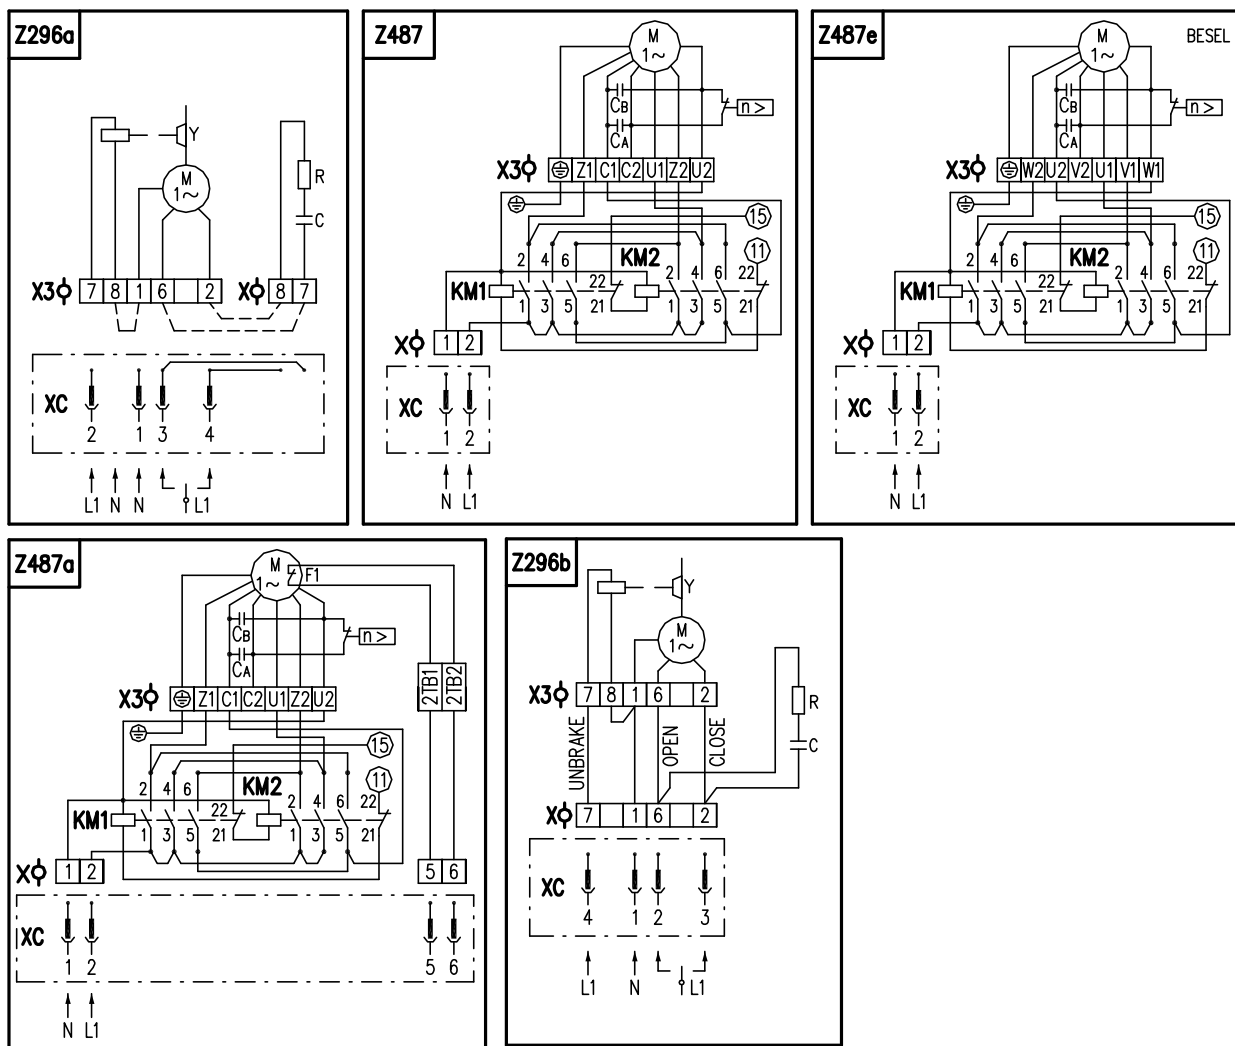 Z296a
Y
M
1~
R
C
X3 7 8 1 6 2 X 8 7
XC
2 1 3 4
L1 N N L1
Z487
M
1~
CB
n >
CA
X3 Z1 C1 C2 U1 Z2 U2
15
11
2 4 6 KM2 2 4 6 22
22
KM1
1 3 5 21 1 3 5 21
X 1 2
XC
1 2
N L1
Z487e
BESEL
M
1~
CB
n >
CA
X3 W2 U2 V2 U1 V1 W1
15
11
2 4 6 KM2 2 4 6 22
22
KM1
1 3 5 21 1 3 5 21
X 1 2
XC
1 2
N L1
Z487a
M
1~
F1
CB
n >
CA
2TB1
2TB2
X3 Z1 C1 C2 U1 Z2 U2
15
11
2 4 6 KM2 2 4 6 22
22
KM1
1 3 5 21 1 3 5 21
X 1 2 5 6
XC
1 2 5 6
N L1
Z296b
Y
M
1~
X3 7 8 1 6 2
R
C
UNBRAKE
OPEN
CLOSE
X 7 1 6 2
XC
4 1 2 3
L1 N L1